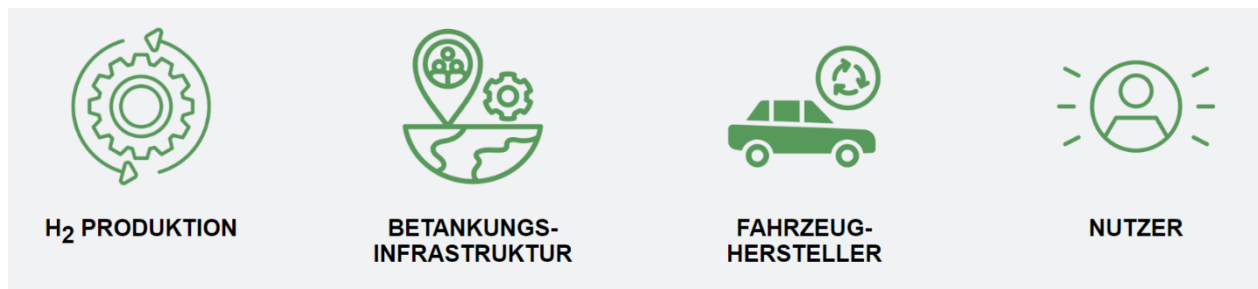 H₂ PRODUKTION
BETANKUNGS-
INFRASTRUKTUR
FAHRZEUG-
HERSTELLER
NUTZER